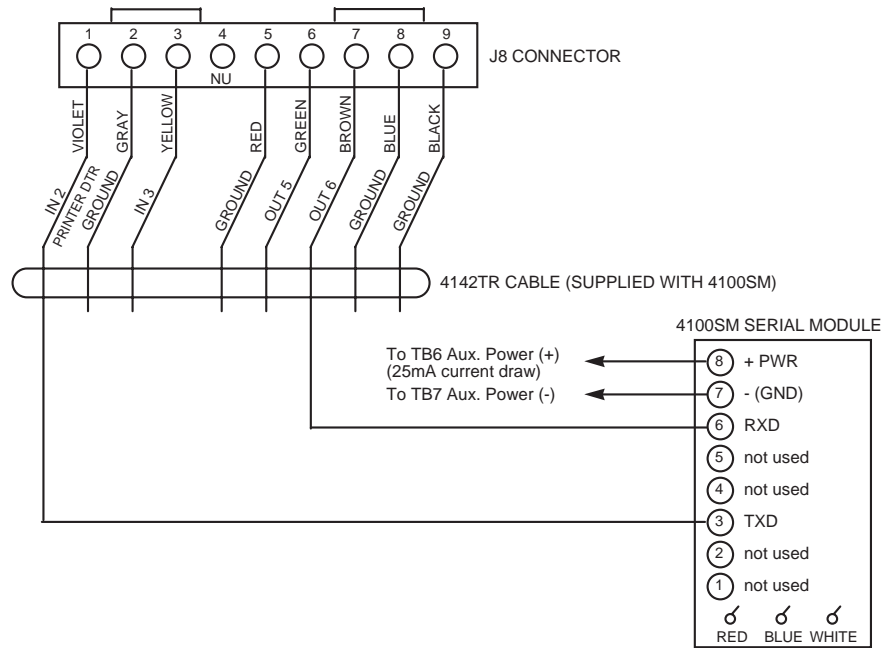 1 2 3 4 5 6 7 8 9
J8 CONNECTOR
NU
VIOLET
GRAY
YELLOW
RED
GREEN
BROWN
BLUE
BLACK
IN 2
PRINTER DTR
GROUND
IN 3
GROUND
OUT 5
OUT 6
GROUND
GROUND
4142TR CABLE (SUPPLIED WITH 4100SM)
4100SM SERIAL MODULE
To TB6 Aux. Power (+)
(25mA current draw)
To TB7 Aux. Power (-)
8 + PWR
7 - (GND)
6 RXD
5 not used
4 not used
3 TXD
2 not used
1 not used
RED BLUE WHITE